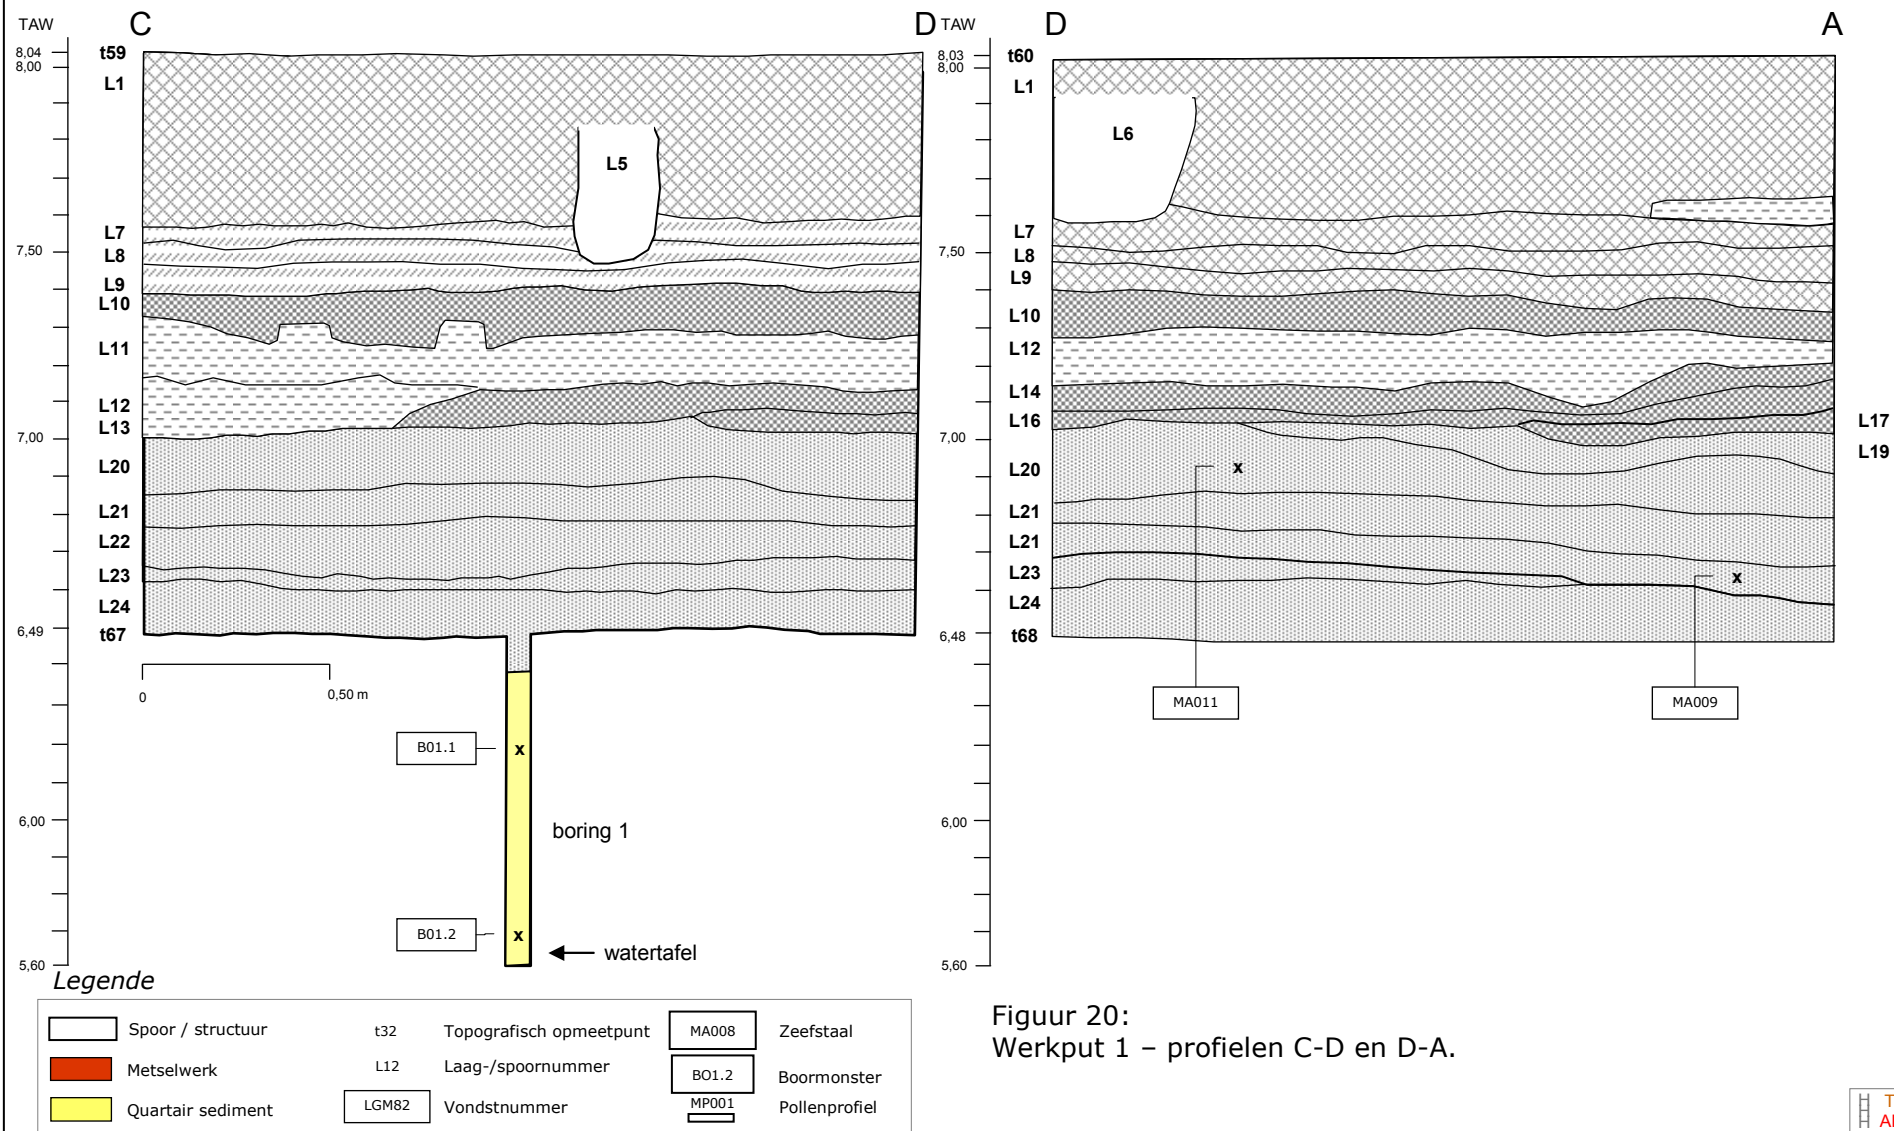 TAW
C
D
TAW
D
A
8,04
8,00
7,50
7,00
6,49
6,00
5,60
t59
L1
L5
L7
L8
L9
L10
L11
L12
L13
L20
L21
L22
L23
L24
t67
0
0,50 m
B01.1
boring 1
B01.2
watertafel
8,03
8,00
7,50
7,00
6,48
6,00
5,60
t60
L1
L6
L7
L8
L9
L10
L12
L14
L16
L17
L19
L20
L21
L21
L23
L24
t68
x
x
x
x
MA011
MA009
Legende
Spoor / structuur
Metselwerk
Quartair sediment
t32 Topografisch opmeetpunt
L12 Laag-/spoornummer
LGM82 Vondstnummer
MA008 Zeefstaal
BO1.2 Boormonster
MP001 Pollenprofiel
Figuur 20:
Werkput 1 – profielen C-D en D-A.